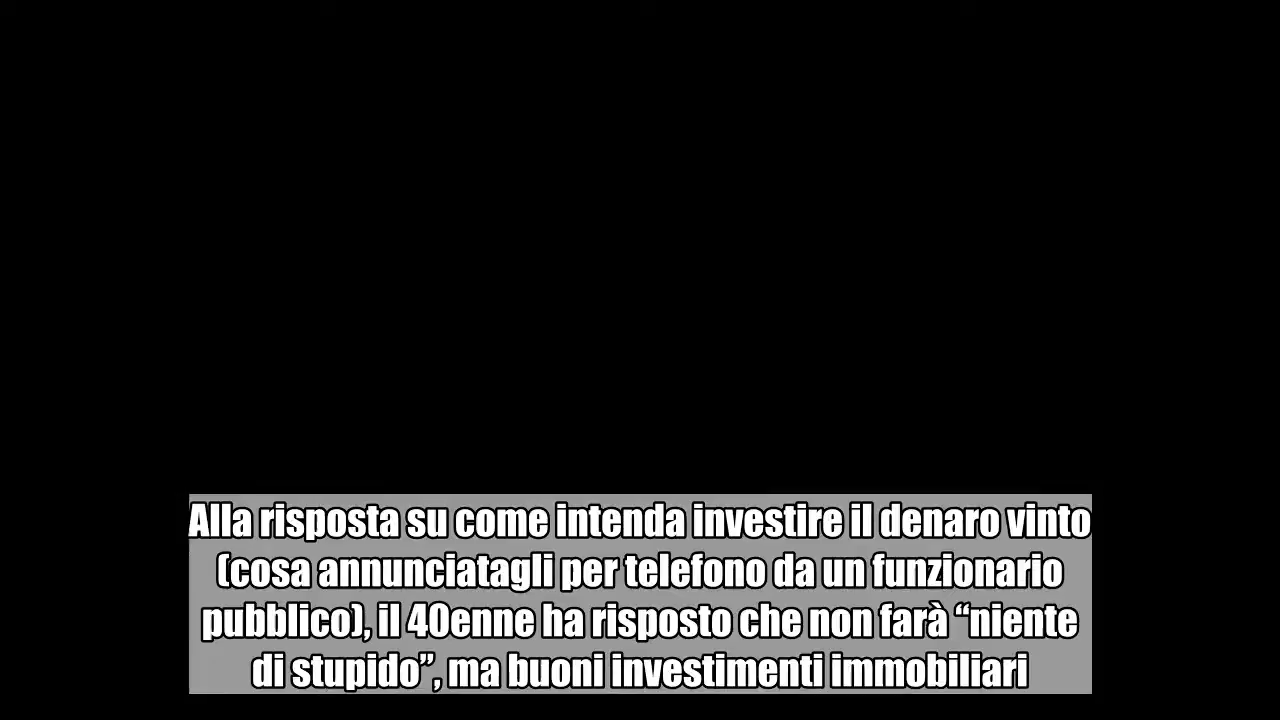 Alla risposta su come intenda investire il denaro vinto
(cosa annunciatagli per telefono da un funzionario
pubblico), il 40enne ha risposto che non farà “niente
di stupido”, ma buoni investimenti immobiliari